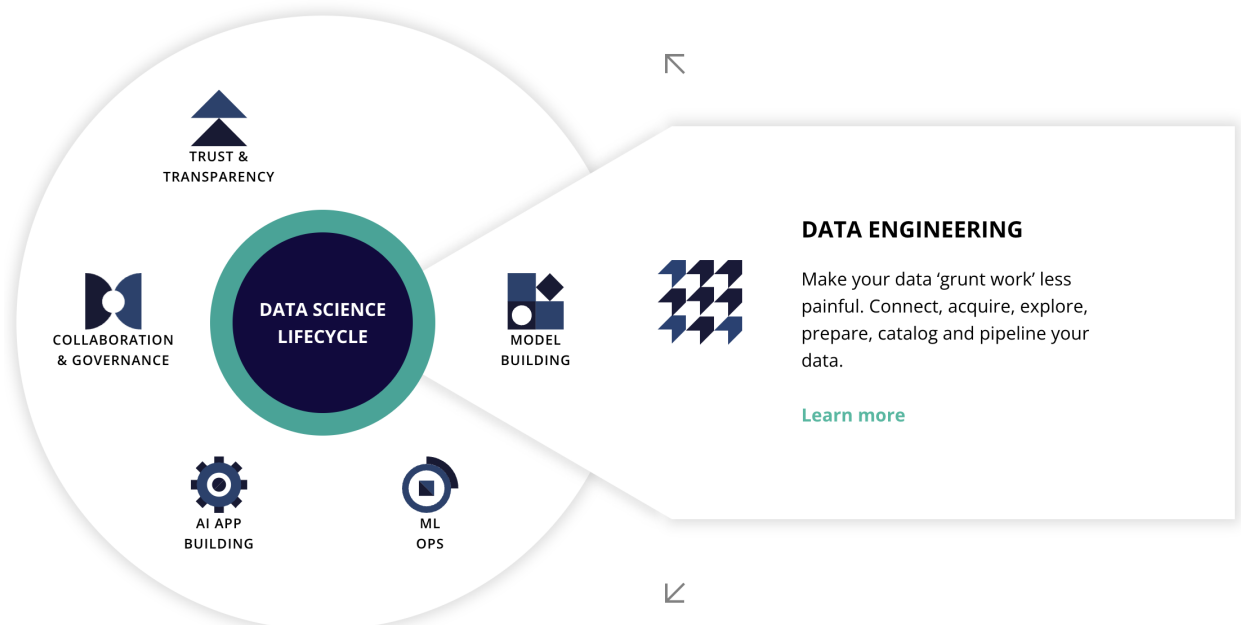 TRUST &
TRANSPARENCY
COLLABORATION
& GOVERNANCE
DATA SCIENCE
LIFECYCLE
MODEL
BUILDING
AI APP
BUILDING
ML
OPS
DATA ENGINEERING
Make your data ‘grunt work’ less
painful. Connect, acquire, explore,
prepare, catalog and pipeline your
data.
Learn more